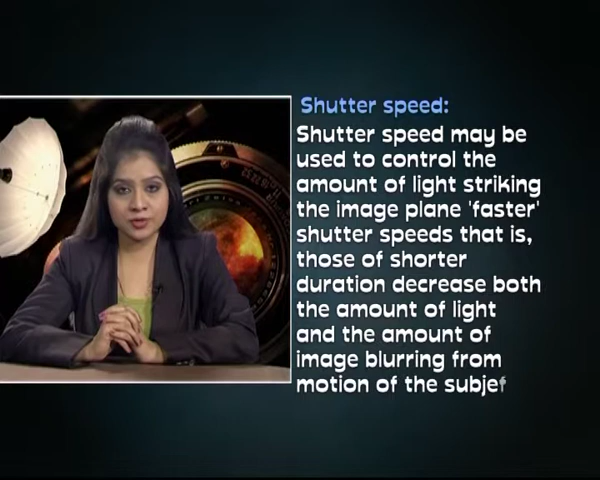 Shutter speed:
Shutter speed may be
used to control the
amount of light striking
the image plane 'faster'
shutter speeds that is,
those of shorter
duration decrease both
the amount of light
and the amount of
image blurring from
motion of the